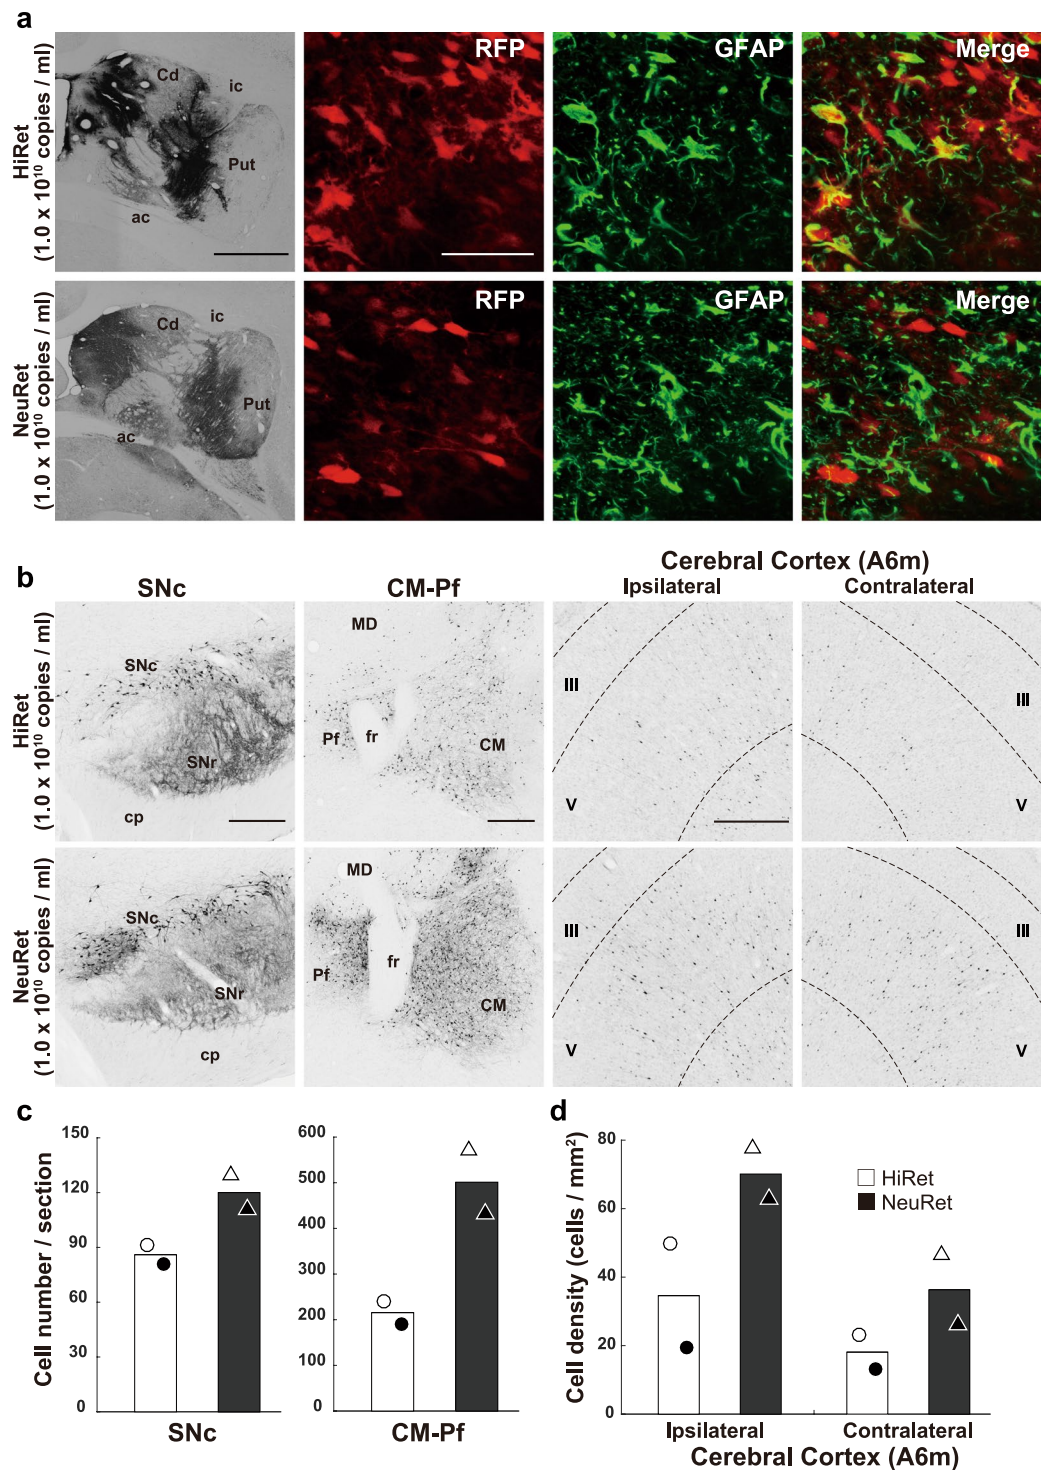 a
HiRet
(1.0 x 10¹⁰ copies / ml)
Cd
ic
Put
ac
RFP
GFAP
Merge
NeuRet
(1.0 x 10¹⁰ copies / ml)
Cd
ic
Put
ac
RFP
GFAP
Merge
b
SNc
CM-Pf
Cerebral Cortex (A6m)
Ipsilateral
Contralateral
HiRet
(1.0 x 10¹⁰ copies / ml)
SNc
SNr
cp
MD
Pf
fr
CM
III
V
III
V
NeuRet
(1.0 x 10¹⁰ copies / ml)
SNc
SNr
cp
MD
Pf
fr
CM
III
V
III
V
c
Cell number / section
150
120
90
60
30
0
SNc
600
500
400
300
200
100
0
CM-Pf
d
Cell density (cells / mm²)
80
60
40
20
0
HiRet
NeuRet
Ipsilateral
Contralateral
Cerebral Cortex (A6m)